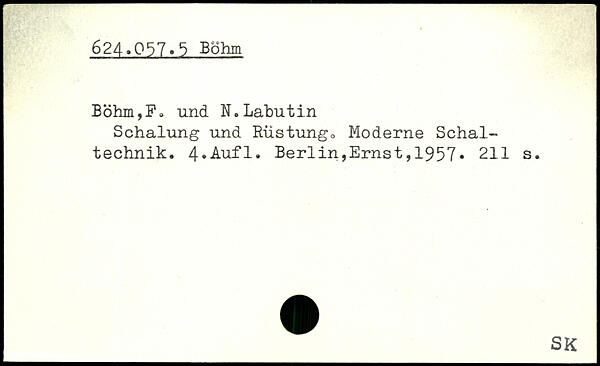 624.057.5 Böhm
Böhm,F. und N.Labutin
Schalung und Rüstung. Moderne Schal-
technik. 4.Aufl. Berlin,Ernst,1957. 211 s.
SK